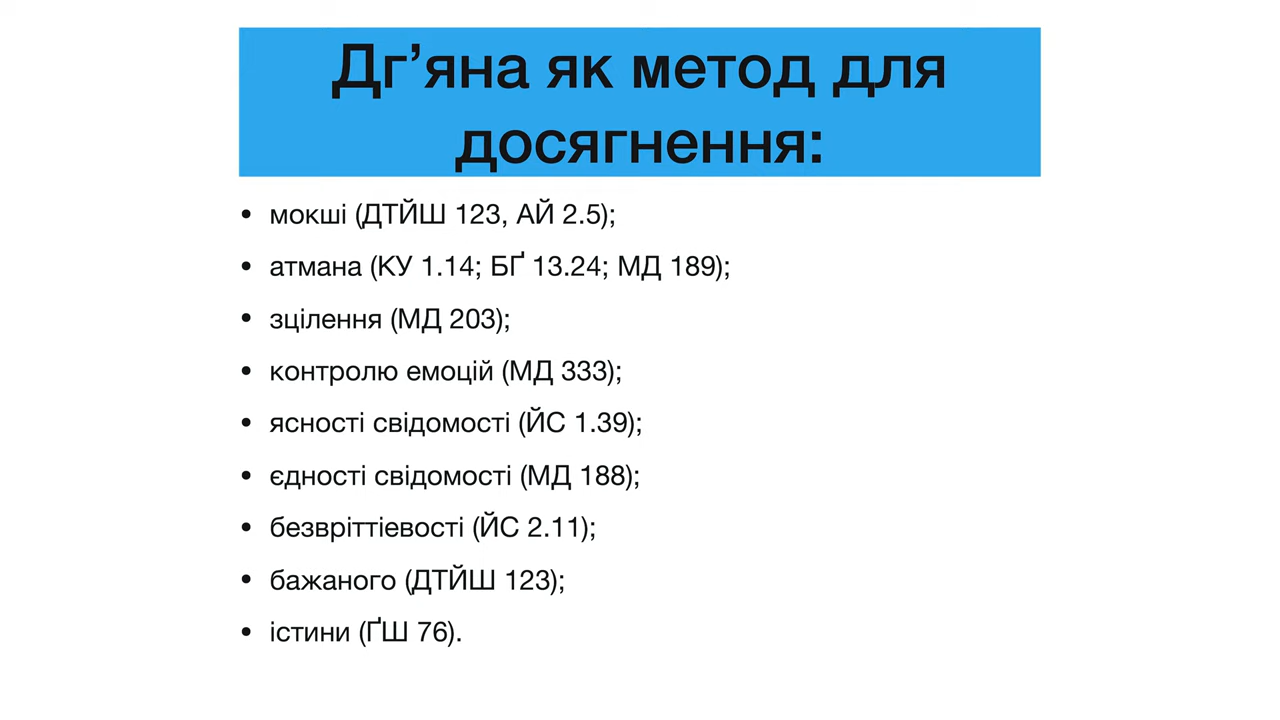 Дг’яна як метод для
досягнення:
• мокші (ДТЙШ 123, АЙ 2.5);
• атмана (КУ 1.14; БҐ 13.24; МД 189);
• зцілення (МД 203);
• контролю емоцій (МД 333);
• ясності свідомості (ЙС 1.39);
• єдності свідомості (МД 188);
• безвріттіевості (ЙС 2.11);
• бажаного (ДТЙШ 123);
• істини (ҐШ 76).